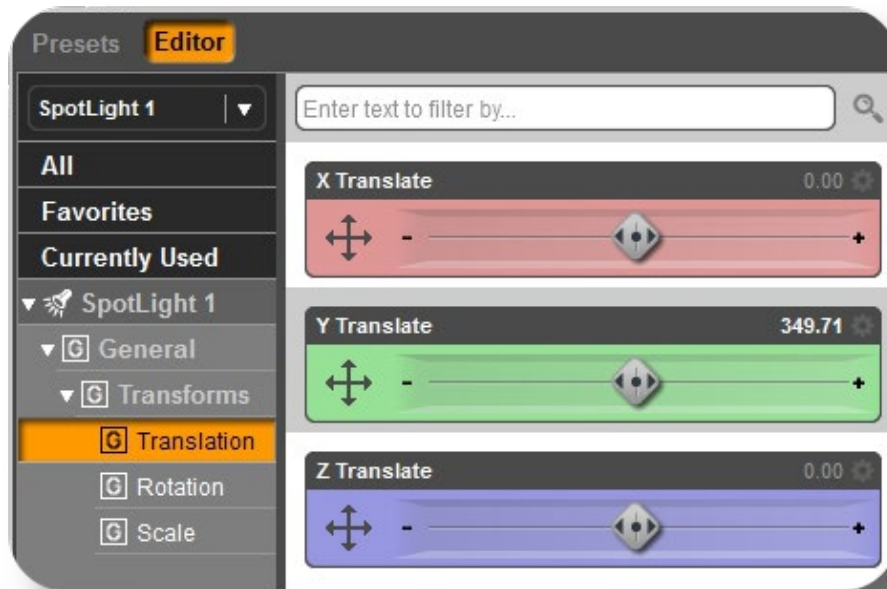 Presets Editor
SpotLight 1
Enter text to filter by...
All
Favorites
Currently Used
SpotLight 1
G General
G Transforms
G Translation
G Rotation
G Scale
X Translate 0.00
- +
Y Translate 349.71
- +
Z Translate 0.00
- +